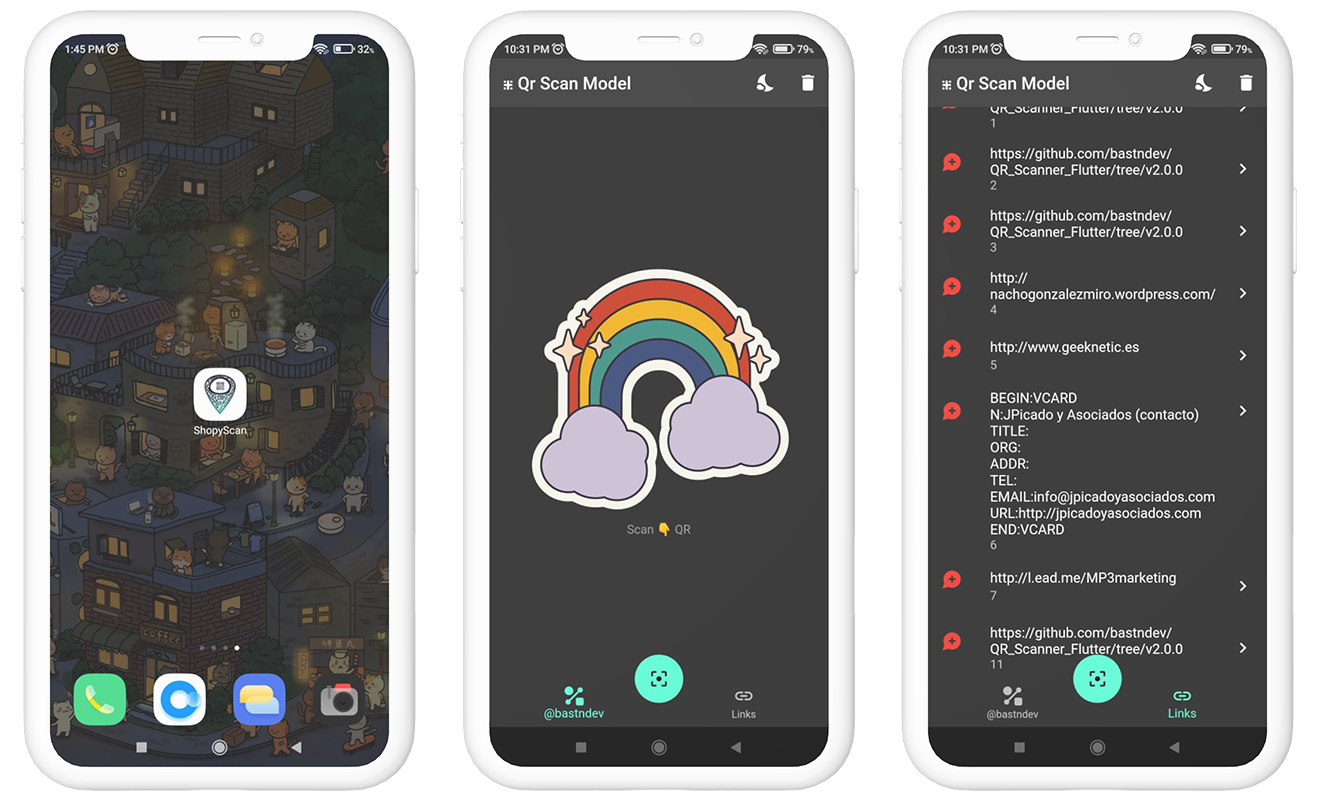 1:45 PM
32%
ShopyScan
coffee
10:31 PM
79%
Qr Scan Model
Scan 👇 QR
@bastndev
Links
10:31 PM
79%
Qr Scan Model
QR_Scanner_Flutter/tree/v2.0.0
1
https://github.com/bastndev/
QR_Scanner_Flutter/tree/v2.0.0
2
https://github.com/bastndev/
QR_Scanner_Flutter/tree/v2.0.0
3
http://
nachogonzalezmiro.wordpress.com/
4
http://www.geeknetic.es
5
BEGIN:VCARD
N:JPicado y Asociados (contacto)
TITLE:
ORG:
ADDR:
TEL:
EMAIL:info@jpicadoyasociados.com
URL:http://jpicadoyasociados.com
END:VCARD
6
http://l.ead.me/MP3marketing
7
https://github.com/bastndev/
QR_Scanner_Flutter/tree/v2.0.0
11
@bastndev
Links